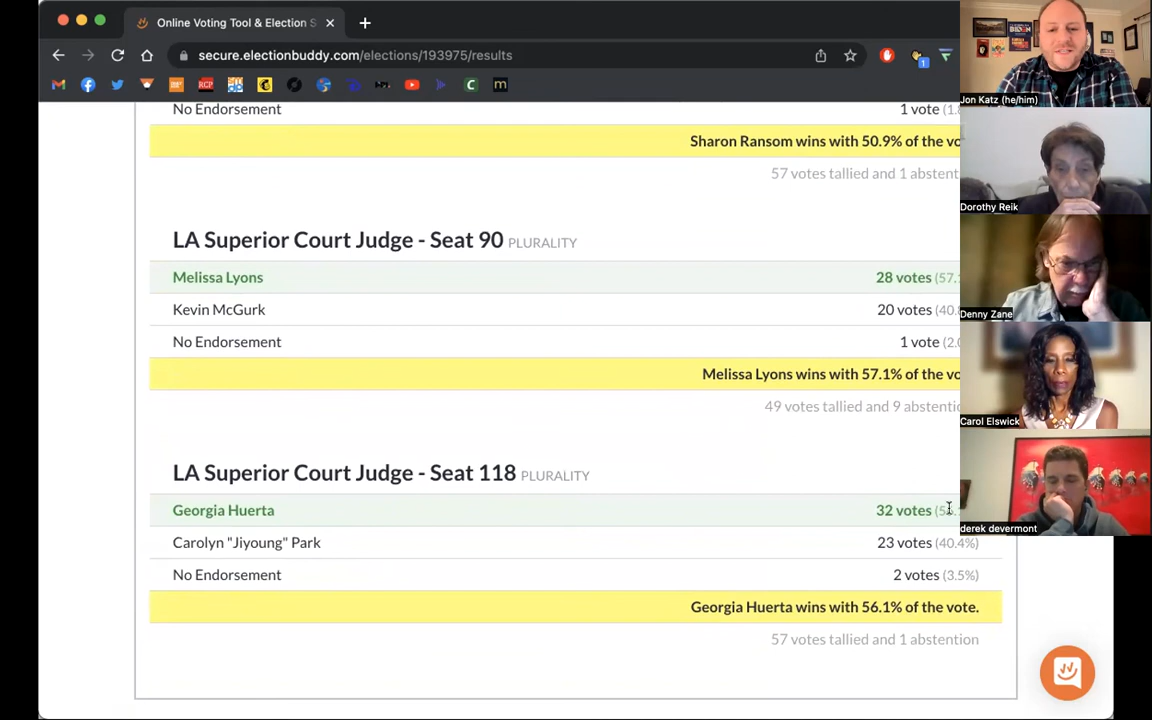 Online Voting Tool & Election S
secure.electionbuddy.com/elections/193975/results
No Endorsement 1 vote
Sharon Ransom wins with 50.9% of the vo
57 votes tallied and 1 abstent
LA Superior Court Judge - Seat 90 PLURALITY
Melissa Lyons 28 votes (57.
Kevin McGurk 20 votes (40.
No Endorsement 1 vote (2.0
Melissa Lyons wins with 57.1% of the vo
49 votes tallied and 9 abstentio
LA Superior Court Judge - Seat 118 PLURALITY
Georgia Huerta 32 votes
Carolyn "Jiyoung" Park 23 votes (40.4%)
No Endorsement 2 votes (3.5%)
Georgia Huerta wins with 56.1% of the vote.
57 votes tallied and 1 abstention
Jon Katz (he/him)
Dorothy Reik
Denny Zane
Carol Elswick
derek devermont